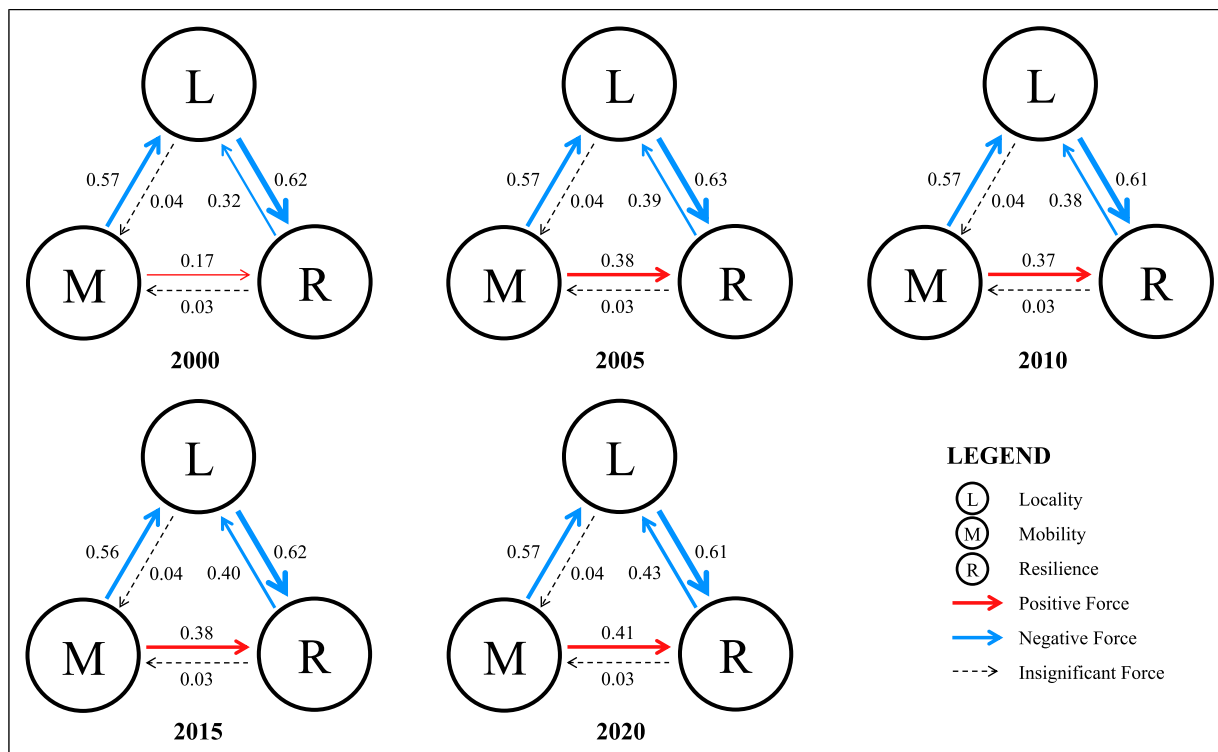 L
0.57
0.04
0.32
0.62
M
0.17
0.03
R
2000
L
0.57
0.04
0.39
0.63
M
0.38
0.03
R
2005
L
0.57
0.04
0.38
0.61
M
0.37
0.03
R
2010
L
0.56
0.04
0.40
0.62
M
0.38
0.03
R
2015
L
0.57
0.04
0.43
0.61
M
0.41
0.03
R
2020
LEGEND
L Locality
M Mobility
R Resilience
Positive Force
Negative Force
Insignificant Force